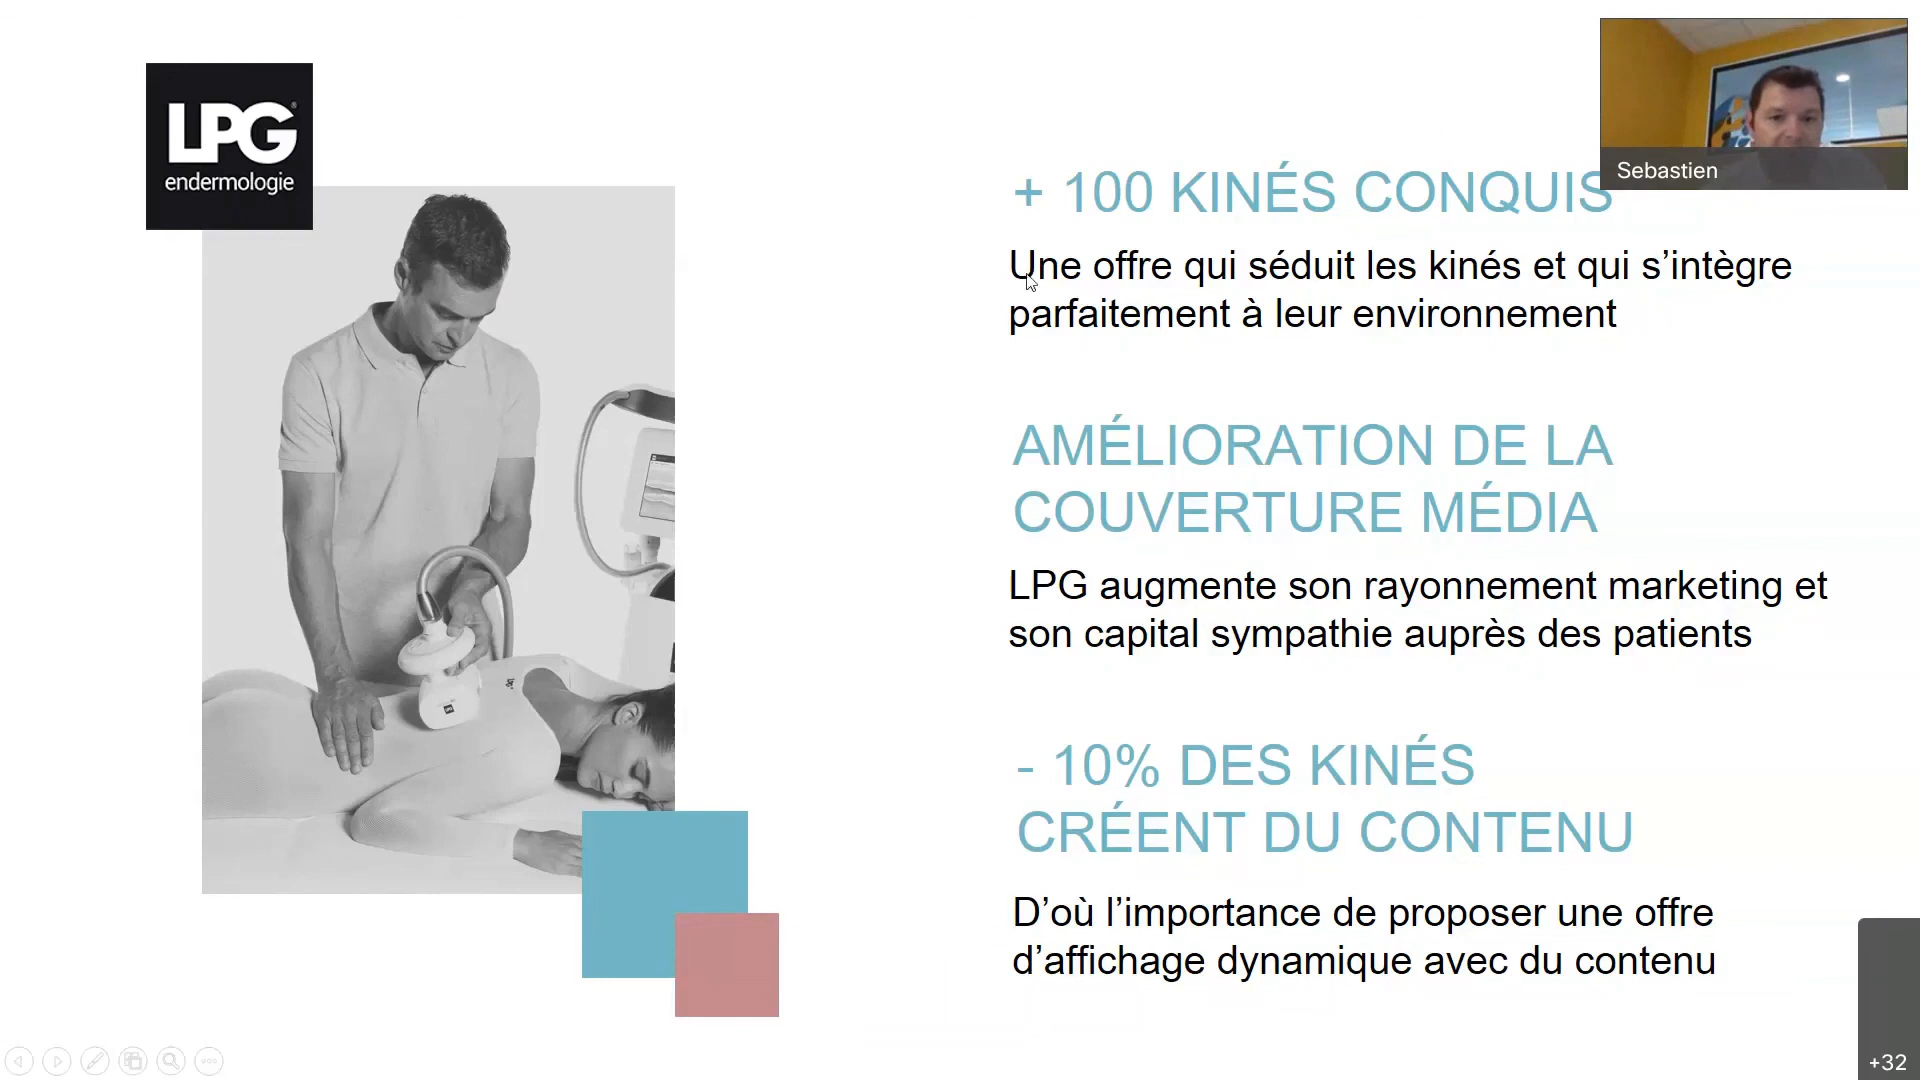 LPG®
endermologie
Sebastien
+ 100 KINÉS CONQUIS
Une offre qui séduit les kinés et qui s’intègre
parfaitement à leur environnement
AMÉLIORATION DE LA
COUVERTURE MÉDIA
LPG augmente son rayonnement marketing et
son capital sympathie auprès des patients
- 10% DES KINÉS
CRÉENT DU CONTENU
D’où l’importance de proposer une offre
d’affichage dynamique avec du contenu
+32